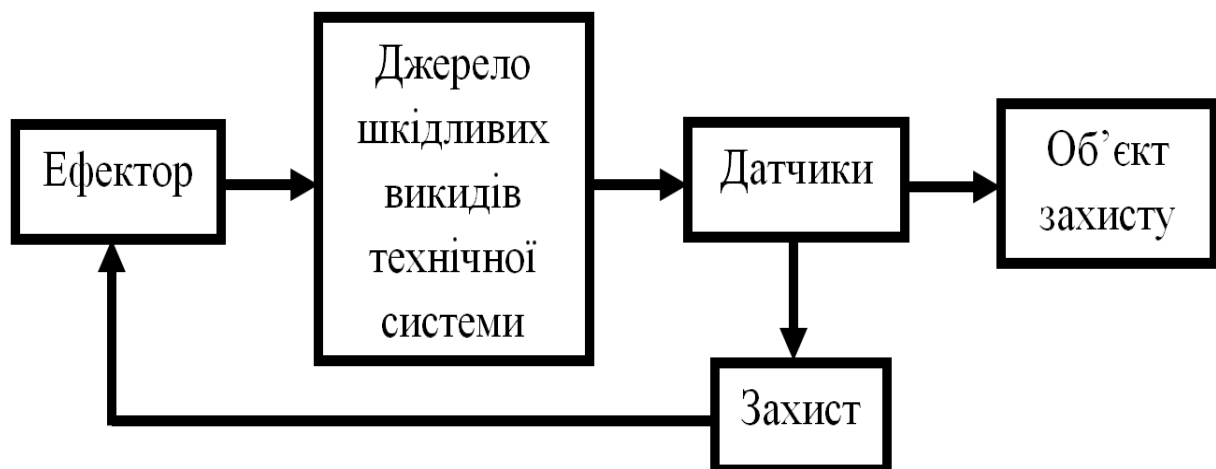 Ефектор
Джерело
шкідливих
викидів
технічної
системи
Датчики
Об’єкт
захисту
Захист